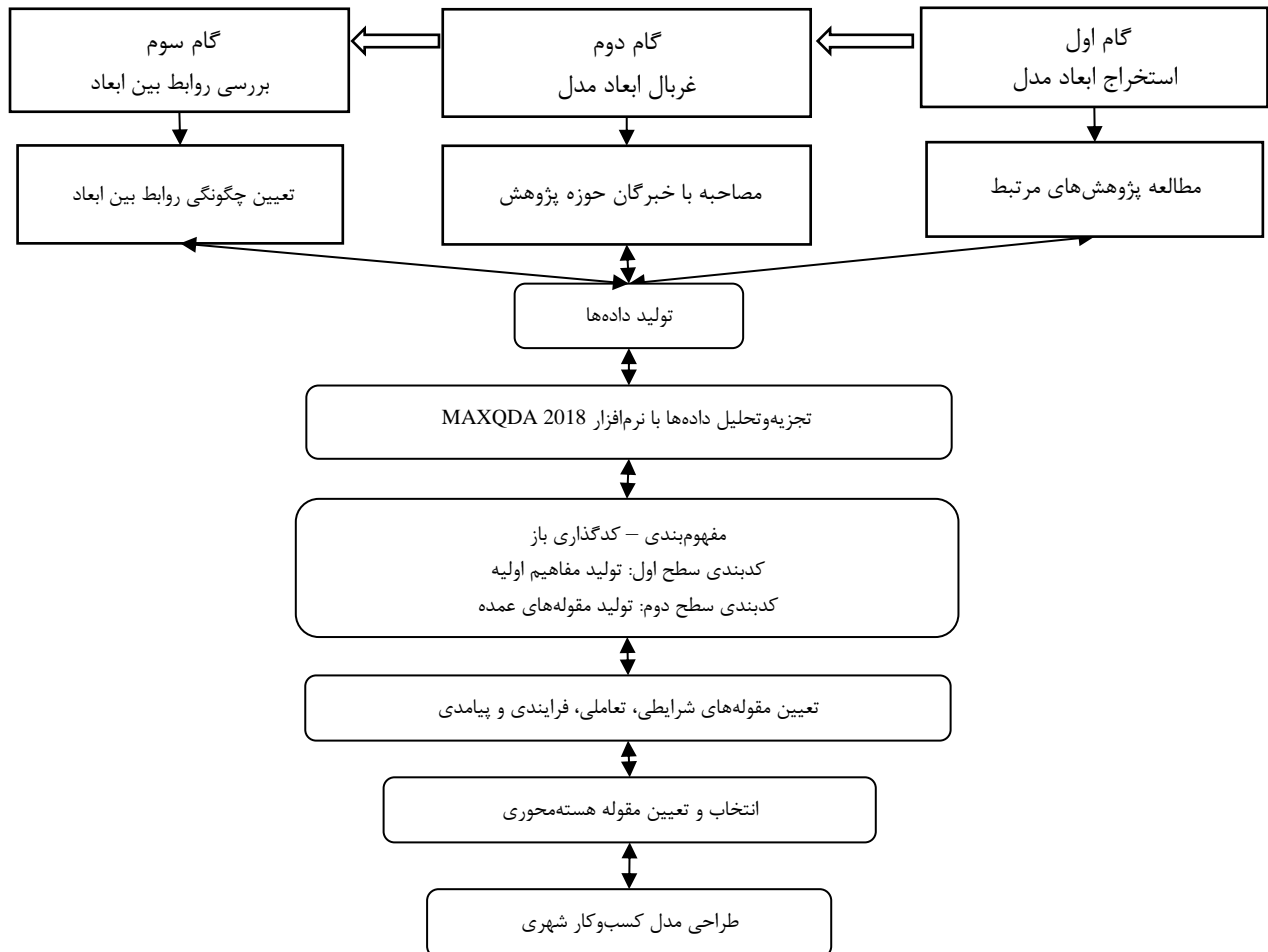 گام اول
استخراج ابعاد مدل
گام دوم
غربال ابعاد مدل
گام سوم
بررسی روابط بین ابعاد
مطالعه پژوهش‌های مرتبط
مصاحبه با خبرگان حوزه پژوهش
تعیین چگونگی روابط بین ابعاد
تولید داده‌ها
تجزیه‌وتحلیل داده‌ها با نرم‌افزار MAXQDA 2018
مفهوم‌بندی – کدگذاری باز
کدبندی سطح اول: تولید مفاهیم اولیه
کدبندی سطح دوم: تولید مقوله‌های عمده
تعیین مقوله‌های شرایطی، تعاملی، فرایندی و پیامدی
انتخاب و تعیین مقوله هسته‌محوری
طراحی مدل کسب‌وکار شهری